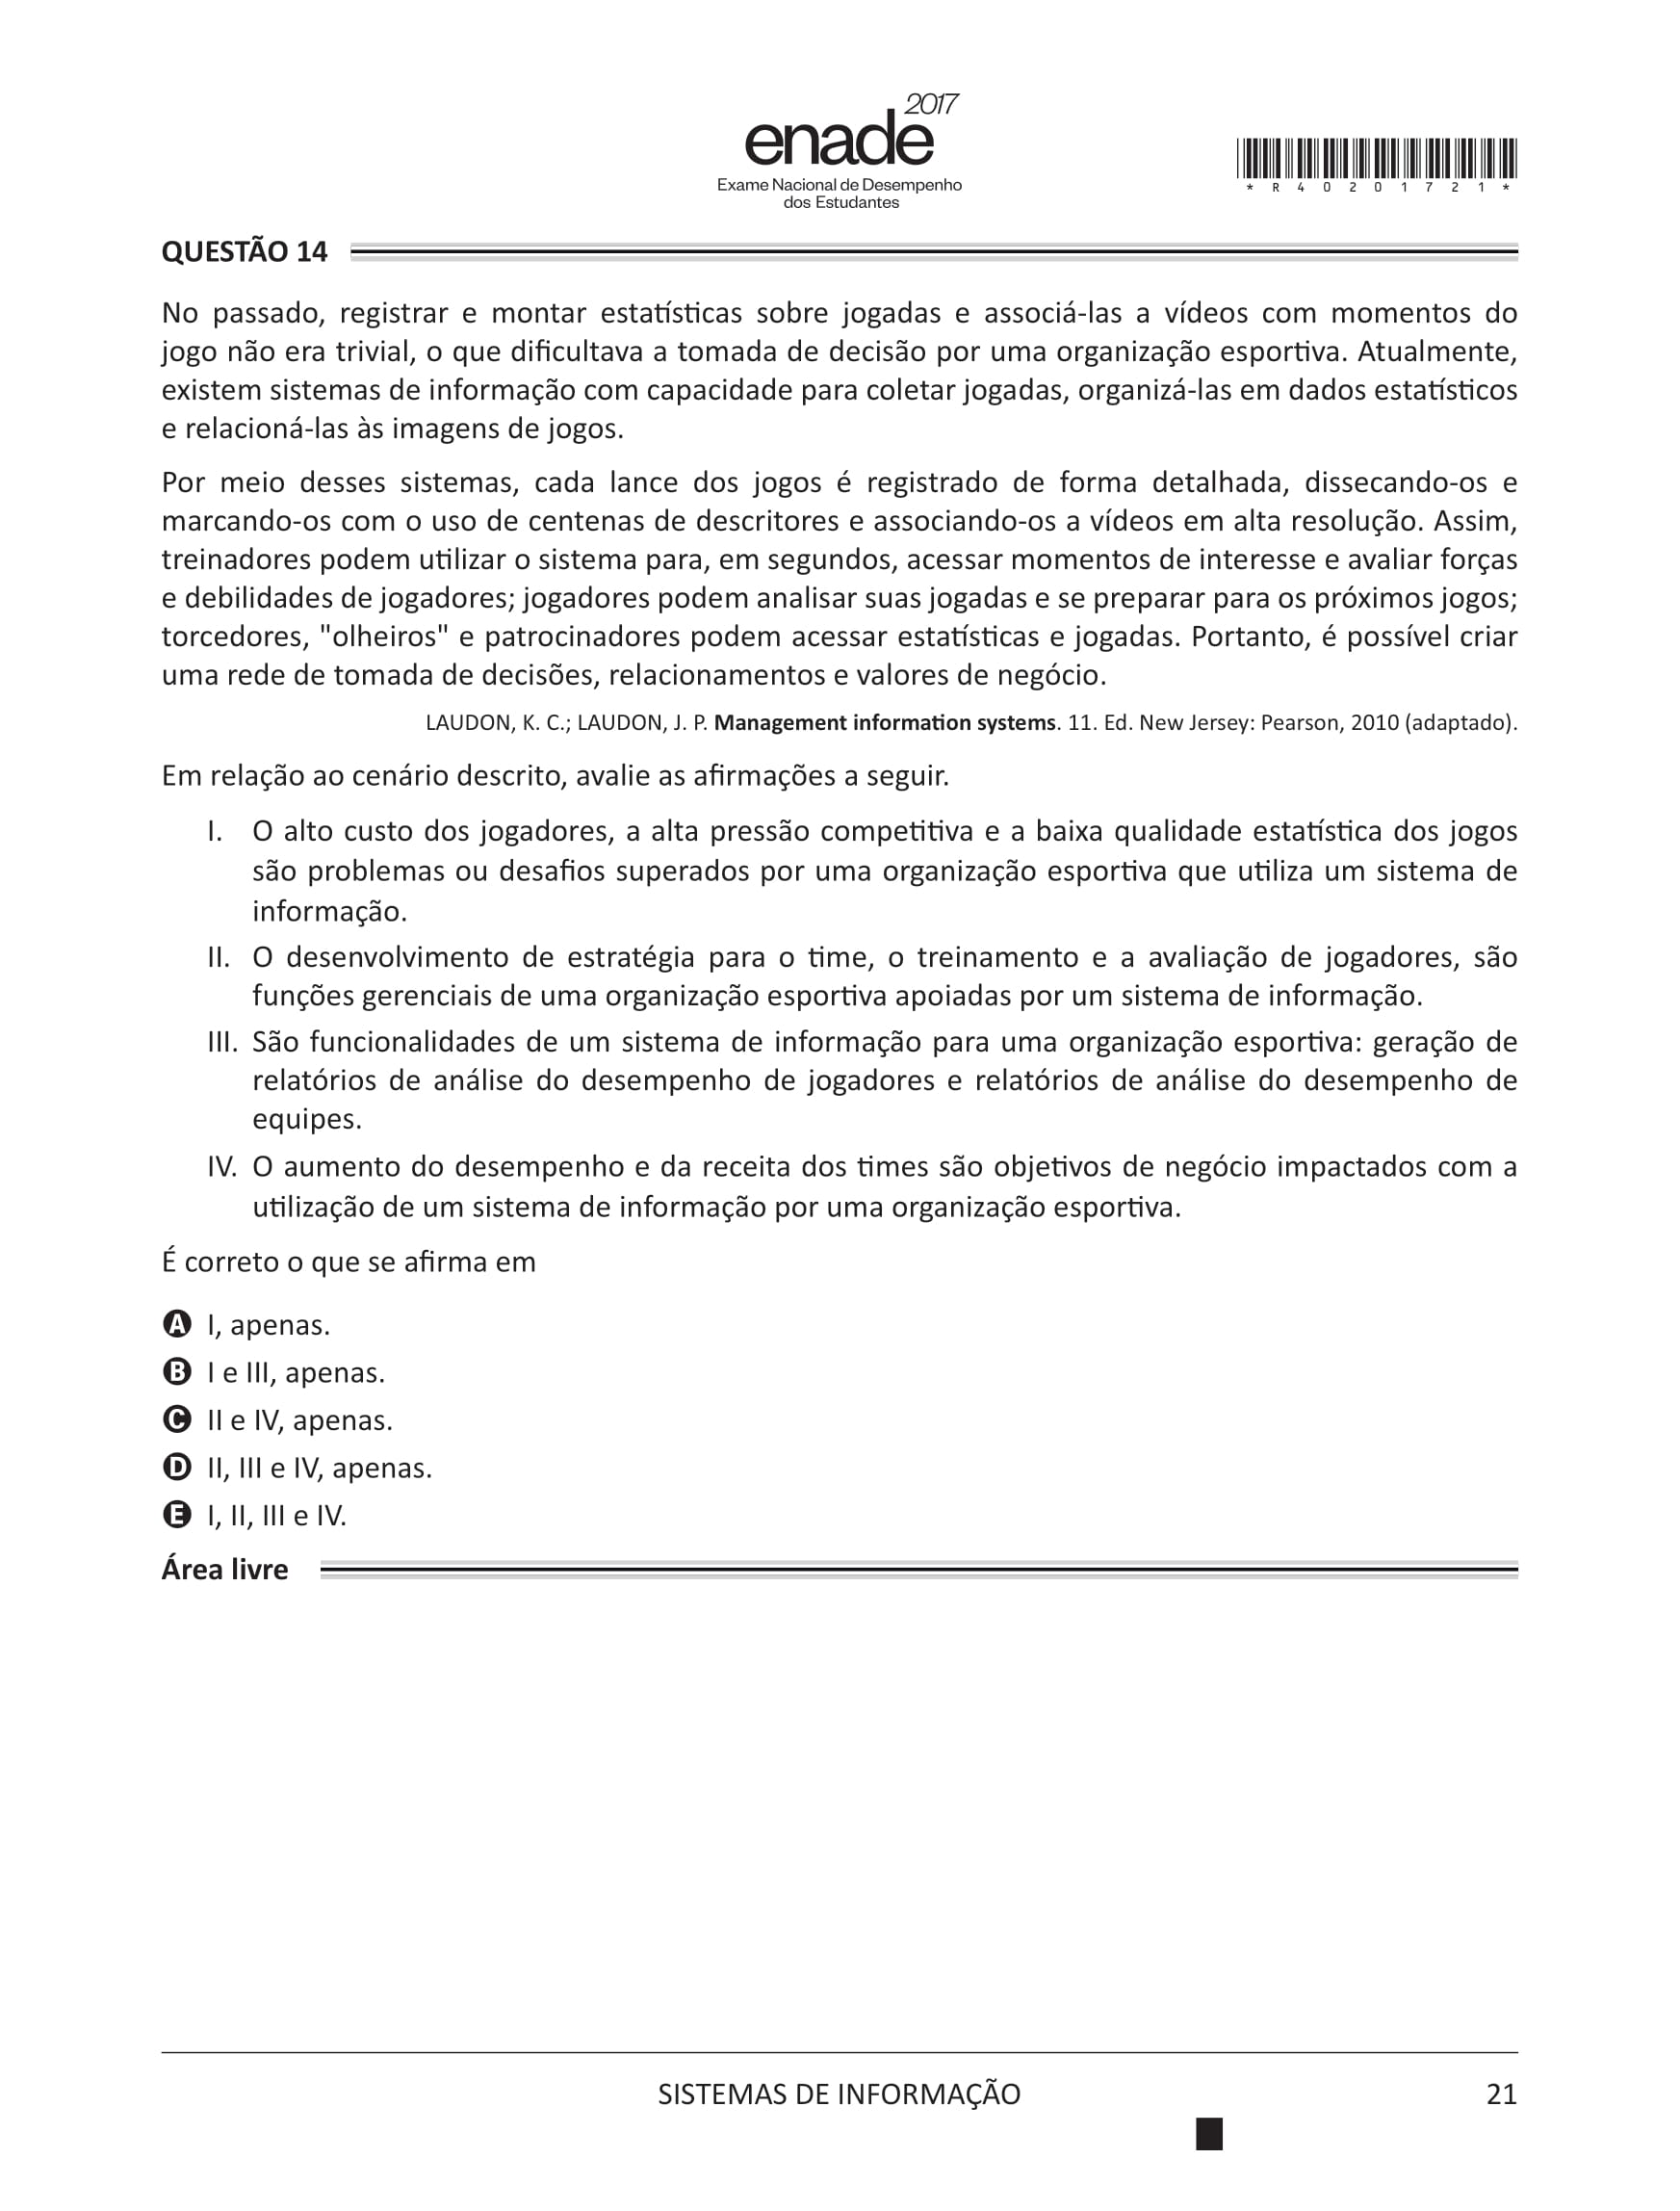 2017
enade
Exame Nacional de Desempenho
dos Estudantes
* R 4 0 2 0 1 7 2 1 *
QUESTÃO 14
No passado, registrar e montar estatísticas sobre jogadas e associá-las a vídeos com momentos do
jogo não era trivial, o que dificultava a tomada de decisão por uma organização esportiva. Atualmente,
existem sistemas de informação com capacidade para coletar jogadas, organizá-las em dados estatísticos
e relacioná-las às imagens de jogos.
Por meio desses sistemas, cada lance dos jogos é registrado de forma detalhada, dissecando-os e
marcando-os com o uso de centenas de descritores e associando-os a vídeos em alta resolução. Assim,
treinadores podem utilizar o sistema para, em segundos, acessar momentos de interesse e avaliar forças
e debilidades de jogadores; jogadores podem analisar suas jogadas e se preparar para os próximos jogos;
torcedores, "olheiros" e patrocinadores podem acessar estatísticas e jogadas. Portanto, é possível criar
uma rede de tomada de decisões, relacionamentos e valores de negócio.
LAUDON, K. C.; LAUDON, J. P. Management information systems. 11. Ed. New Jersey: Pearson, 2010 (adaptado).
Em relação ao cenário descrito, avalie as afirmações a seguir.
I. O alto custo dos jogadores, a alta pressão competitiva e a baixa qualidade estatística dos jogos
são problemas ou desafios superados por uma organização esportiva que utiliza um sistema de
informação.
II. O desenvolvimento de estratégia para o time, o treinamento e a avaliação de jogadores, são
funções gerenciais de uma organização esportiva apoiadas por um sistema de informação.
III. São funcionalidades de um sistema de informação para uma organização esportiva: geração de
relatórios de análise do desempenho de jogadores e relatórios de análise do desempenho de
equipes.
IV. O aumento do desempenho e da receita dos times são objetivos de negócio impactados com a
utilização de um sistema de informação por uma organização esportiva.
É correto o que se afirma em
A I, apenas.
B I e III, apenas.
C II e IV, apenas.
D II, III e IV, apenas.
E I, II, III e IV.
Área livre
SISTEMAS DE INFORMAÇÃO
21